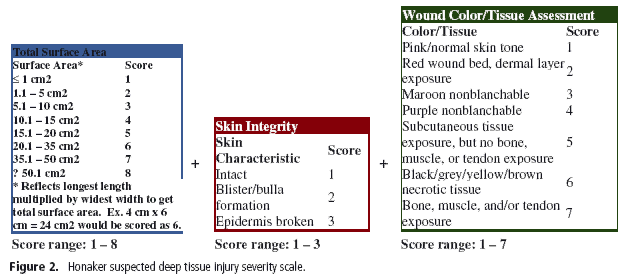 Total Surface Area
Surface Area* Score
≤ 1 cm2 1
1.1 – 5 cm2 2
5.1 – 10 cm2 3
10.1 – 15 cm2 4
15.1 – 20 cm2 5
20.1 – 35 cm2 6
35.1 – 50 cm2 7
? 50.1 cm2 8
* Reflects longest length
multiplied by widest width to get
total surface area. Ex. 4 cm x 6
cm = 24 cm2 would be scored as 6.
Score range: 1 – 8
+
Skin Integrity
Skin
Characteristic Score
Intact 1
Blister/bulla
formation 2
Epidermis broken 3
Score range: 1 – 3
+
Wound Color/Tissue Assessment
Color/Tissue Score
Pink/normal skin tone 1
Red wound bed, dermal layer
exposure 2
Maroon nonblanchable 3
Purple nonblanchable 4
Subcutaneous tissue
exposure, but no bone, 5
muscle, or tendon exposure
Black/grey/yellow/brown
necrotic tissue 6
Bone, muscle, and/or tendon
exposure 7
Score range: 1 – 7
Figure 2. Honaker suspected deep tissue injury severity scale.